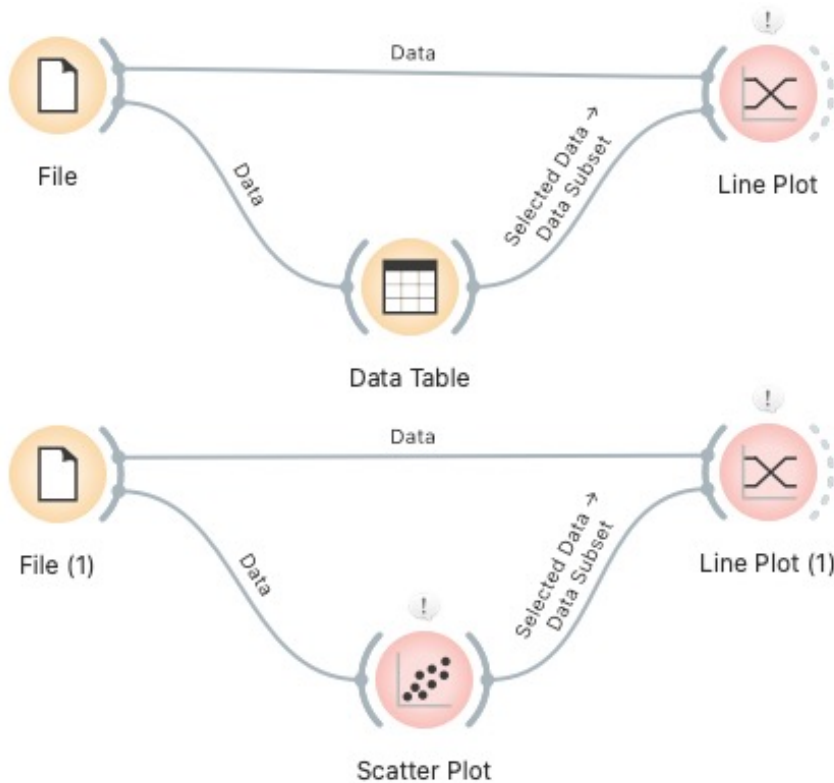 !
Data
File
Line Plot
Data
Selected Data →
Data Subset
Data Table
!
Data
File (1)
Line Plot (1)
Data
Selected Data →
Data Subset
!
Scatter Plot